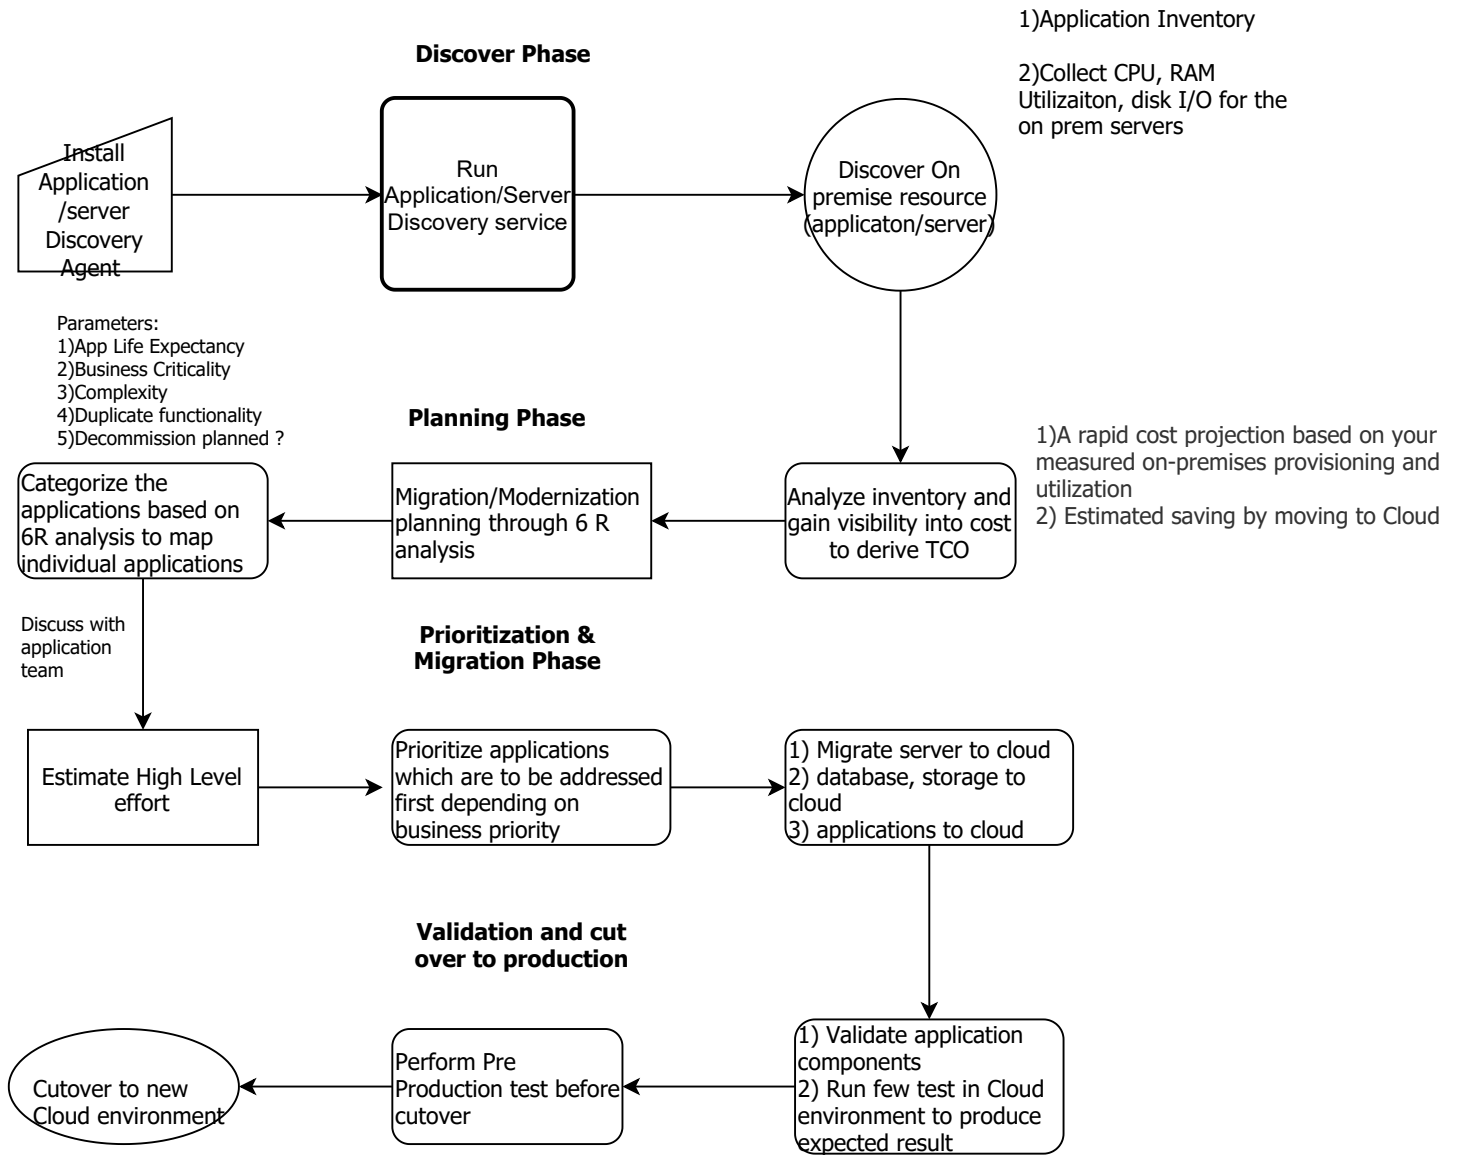 1)Application Inventory
2)Collect CPU, RAM
Utilizaiton, disk I/O for the
on prem servers
Discover Phase
Install
Application
/server
Discovery
Agent
Run
Application/Server
Discovery service
Discover On
premise resource
(applicaton/server)
Parameters:
1)App Life Expectancy
2)Business Criticality
3)Complexity
4)Duplicate functionality
5)Decommission planned ?
Planning Phase
1)A rapid cost projection based on your
measured on-premises provisioning and
utilization
2) Estimated saving by moving to Cloud
Analyze inventory and
gain visibility into cost
to derive TCO
Migration/Modernization
planning through 6 R
analysis
Categorize the
applications based on
6R analysis to map
individual applications
Discuss with
application
team
Prioritization &
Migration Phase
Estimate High Level
effort
Prioritize applications
which are to be addressed
first depending on
business priority
1) Migrate server to cloud
2) database, storage to
cloud
3) applications to cloud
Validation and cut
over to production
1) Validate application
components
2) Run few test in Cloud
environment to produce
expected result
Perform Pre
Production test before
cutover
Cutover to new
Cloud environment